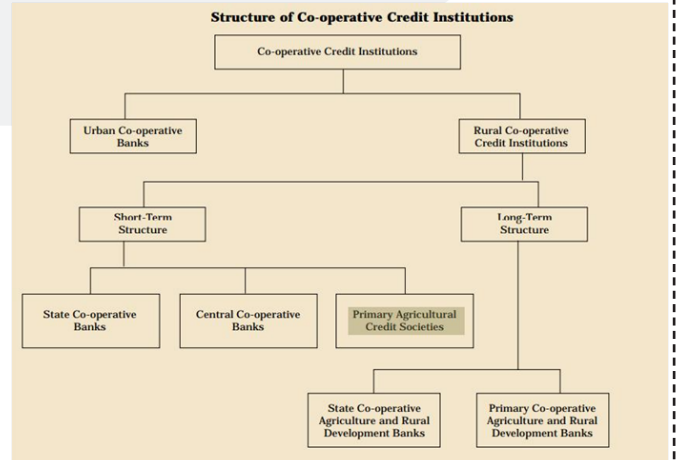 Structure of Co-operative Credit Institutions
Co-operative Credit Institutions
Urban Co-operative
Banks
Rural Co-operative
Credit Institutions
Short-Term
Structure
Long-Term
Structure
State Co-operative
Banks
Central Co-operative
Banks
Primary Agricultural
Credit Societies
State Co-operative
Agriculture and Rural
Development Banks
Primary Co-operative
Agriculture and Rural
Development Banks